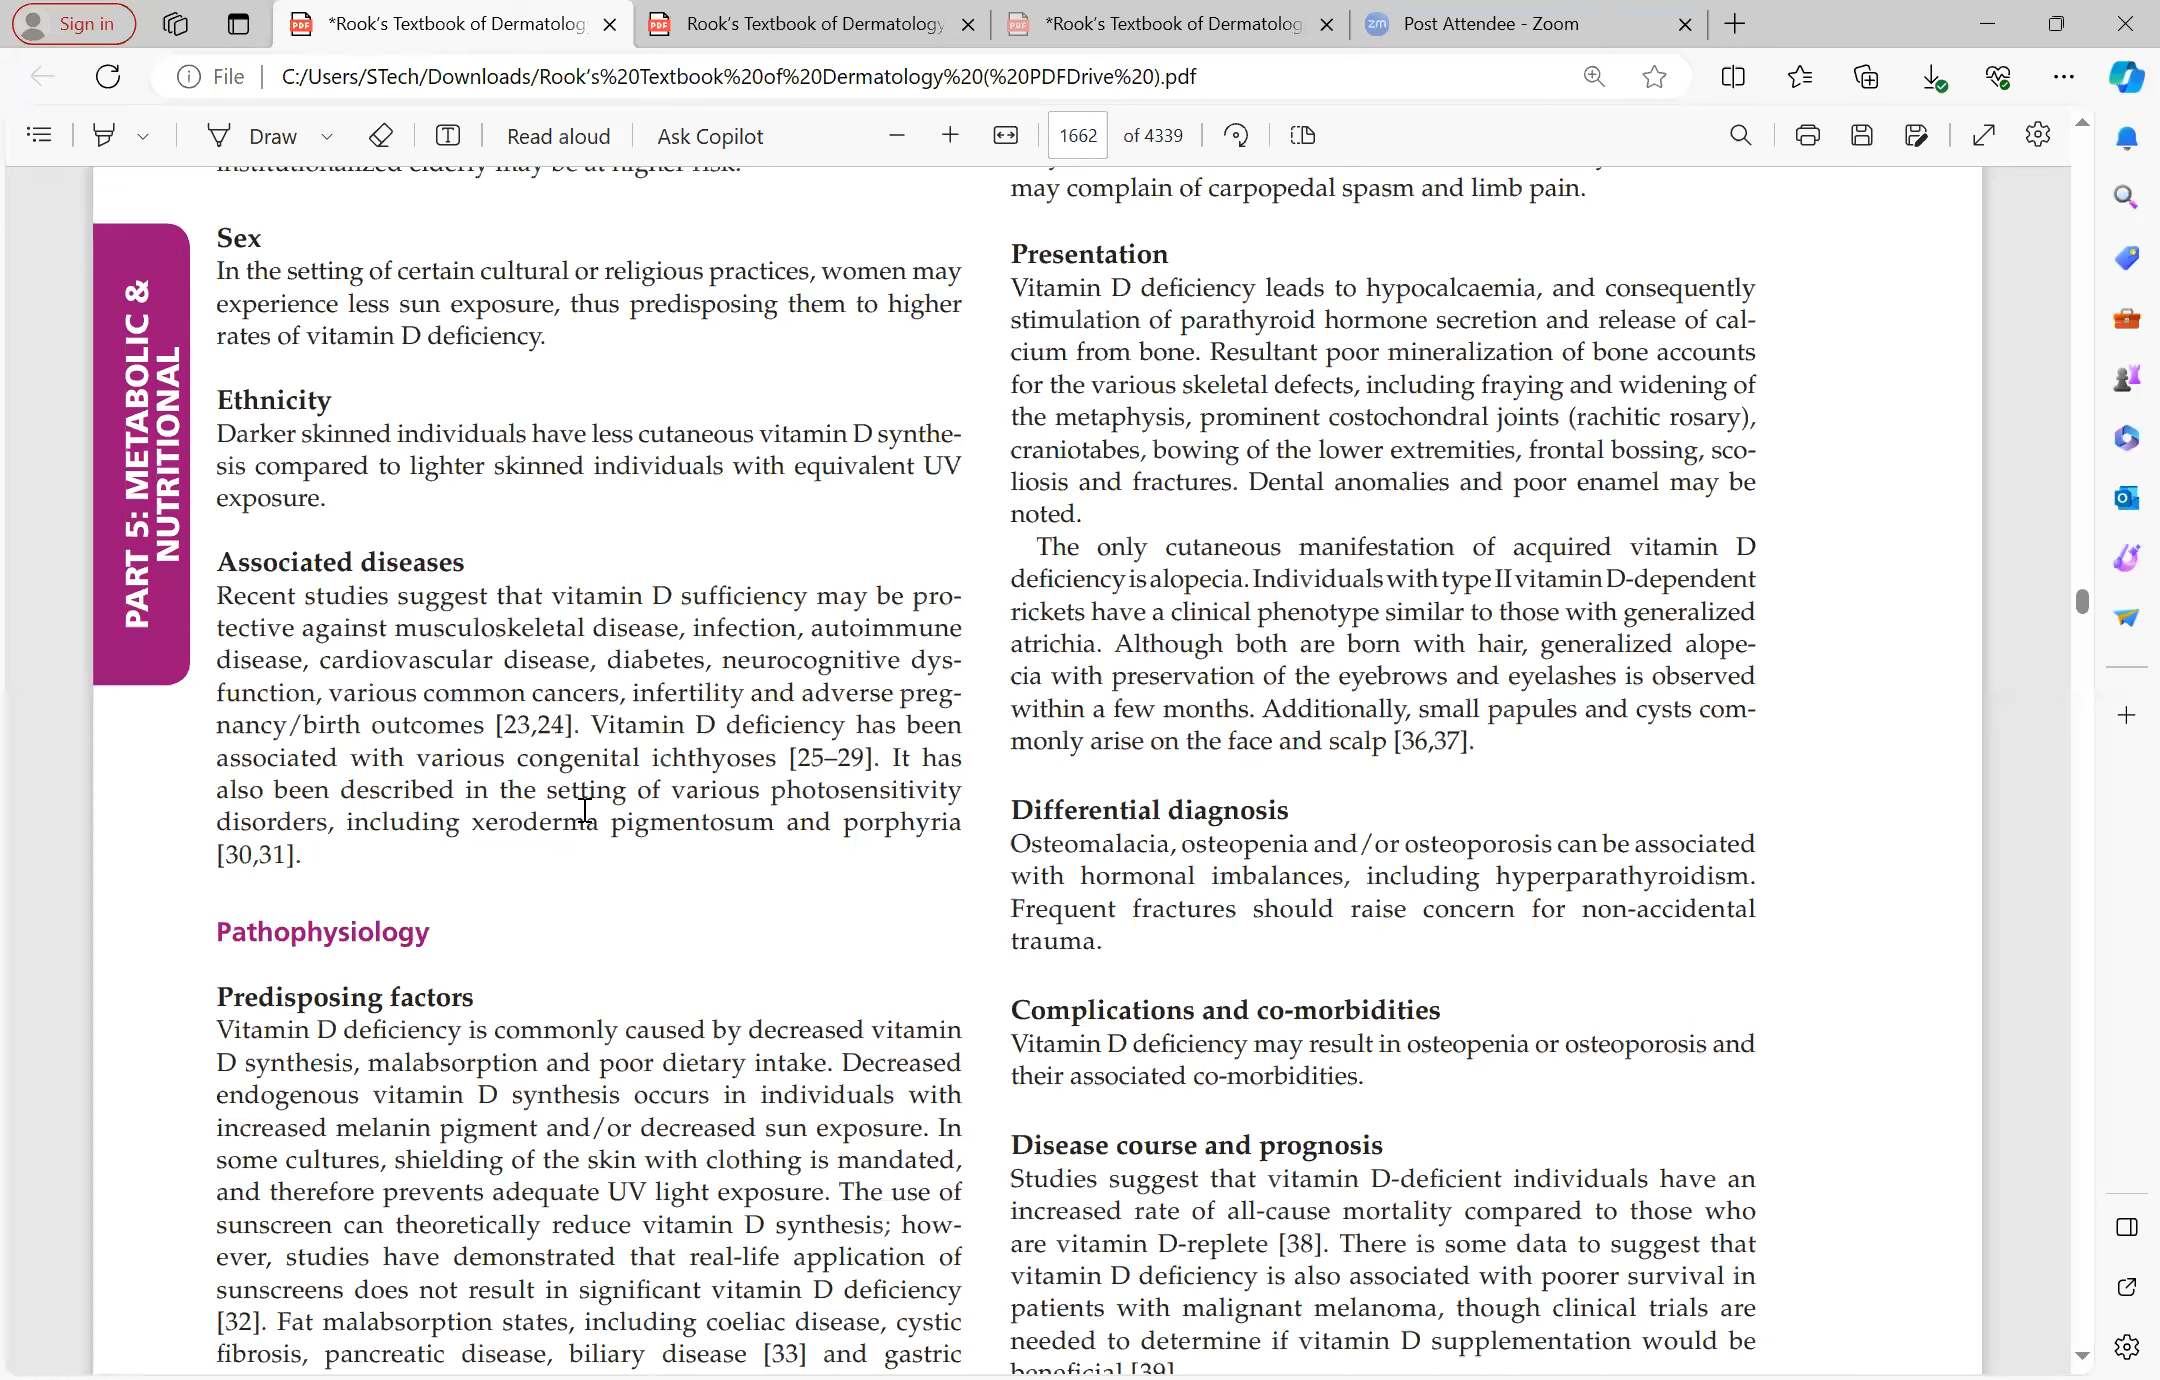 Sign in
*Rook's Textbook of Dermatolog
Rook's Textbook of Dermatology
*Rook's Textbook of Dermatolog
zm Post Attendee - Zoom
File C:/Users/STech/Downloads/Rook's%20Textbook%20of%20Dermatology%20(%20PDFDrive%20).pdf
Draw
Read aloud
Ask Copilot
1662 of 4339
PART 5: METABOLIC &
NUTRITIONAL
institutionalized elderly may be at higher risk.
Sex
In the setting of certain cultural or religious practices, women may
experience less sun exposure, thus predisposing them to higher
rates of vitamin D deficiency.
Ethnicity
Darker skinned individuals have less cutaneous vitamin D synthe-
sis compared to lighter skinned individuals with equivalent UV
exposure.
Associated diseases
Recent studies suggest that vitamin D sufficiency may be pro-
tective against musculoskeletal disease, infection, autoimmune
disease, cardiovascular disease, diabetes, neurocognitive dys-
function, various common cancers, infertility and adverse preg-
nancy/birth outcomes [23,24]. Vitamin D deficiency has been
associated with various congenital ichthyoses [25–29]. It has
also been described in the setting of various photosensitivity
disorders, including xeroderma pigmentosum and porphyria
[30,31].
Pathophysiology
Predisposing factors
Vitamin D deficiency is commonly caused by decreased vitamin
D synthesis, malabsorption and poor dietary intake. Decreased
endogenous vitamin D synthesis occurs in individuals with
increased melanin pigment and/or decreased sun exposure. In
some cultures, shielding of the skin with clothing is mandated,
and therefore prevents adequate UV light exposure. The use of
sunscreen can theoretically reduce vitamin D synthesis; how-
ever, studies have demonstrated that real-life application of
sunscreens does not result in significant vitamin D deficiency
[32]. Fat malabsorption states, including coeliac disease, cystic
fibrosis, pancreatic disease, biliary disease [33] and gastric
may complain of carpopedal spasm and limb pain.
Presentation
Vitamin D deficiency leads to hypocalcaemia, and consequently
stimulation of parathyroid hormone secretion and release of cal-
cium from bone. Resultant poor mineralization of bone accounts
for the various skeletal defects, including fraying and widening of
the metaphysis, prominent costochondral joints (rachitic rosary),
craniotabes, bowing of the lower extremities, frontal bossing, sco-
liosis and fractures. Dental anomalies and poor enamel may be
noted.
The only cutaneous manifestation of acquired vitamin D
deficiency is alopecia. Individuals with type II vitamin D-dependent
rickets have a clinical phenotype similar to those with generalized
atrichia. Although both are born with hair, generalized alope-
cia with preservation of the eyebrows and eyelashes is observed
within a few months. Additionally, small papules and cysts com-
monly arise on the face and scalp [36,37].
Differential diagnosis
Osteomalacia, osteopenia and/or osteoporosis can be associated
with hormonal imbalances, including hyperparathyroidism.
Frequent fractures should raise concern for non-accidental
trauma.
Complications and co-morbidities
Vitamin D deficiency may result in osteopenia or osteoporosis and
their associated co-morbidities.
Disease course and prognosis
Studies suggest that vitamin D-deficient individuals have an
increased rate of all-cause mortality compared to those who
are vitamin D-replete [38]. There is some data to suggest that
vitamin D deficiency is also associated with poorer survival in
patients with malignant melanoma, though clinical trials are
needed to determine if vitamin D supplementation would be
beneficial [39]